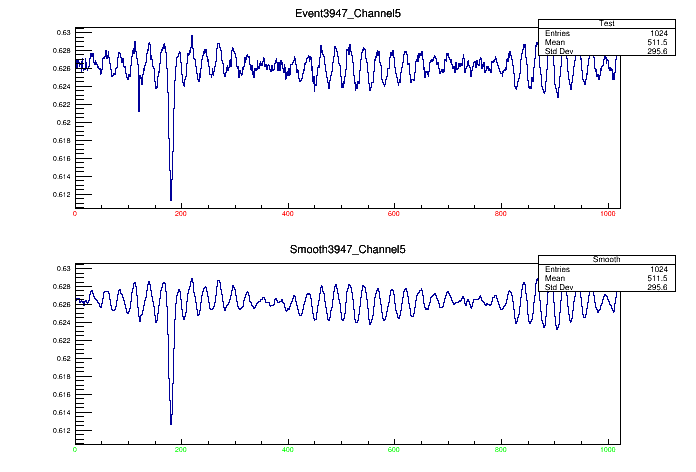 Event3947_Channel5
Test
Entries 1024
Mean 511.5
Std Dev 295.6
0.63
0.628
0.626
0.624
0.622
0.62
0.618
0.616
0.614
0.612
0 200 400 600 800 1000
Smooth3947_Channel5
Smooth
Entries 1024
Mean 511.5
Std Dev 295.6
0.63
0.628
0.626
0.624
0.622
0.62
0.618
0.616
0.614
0.612
0 200 400 600 800 1000